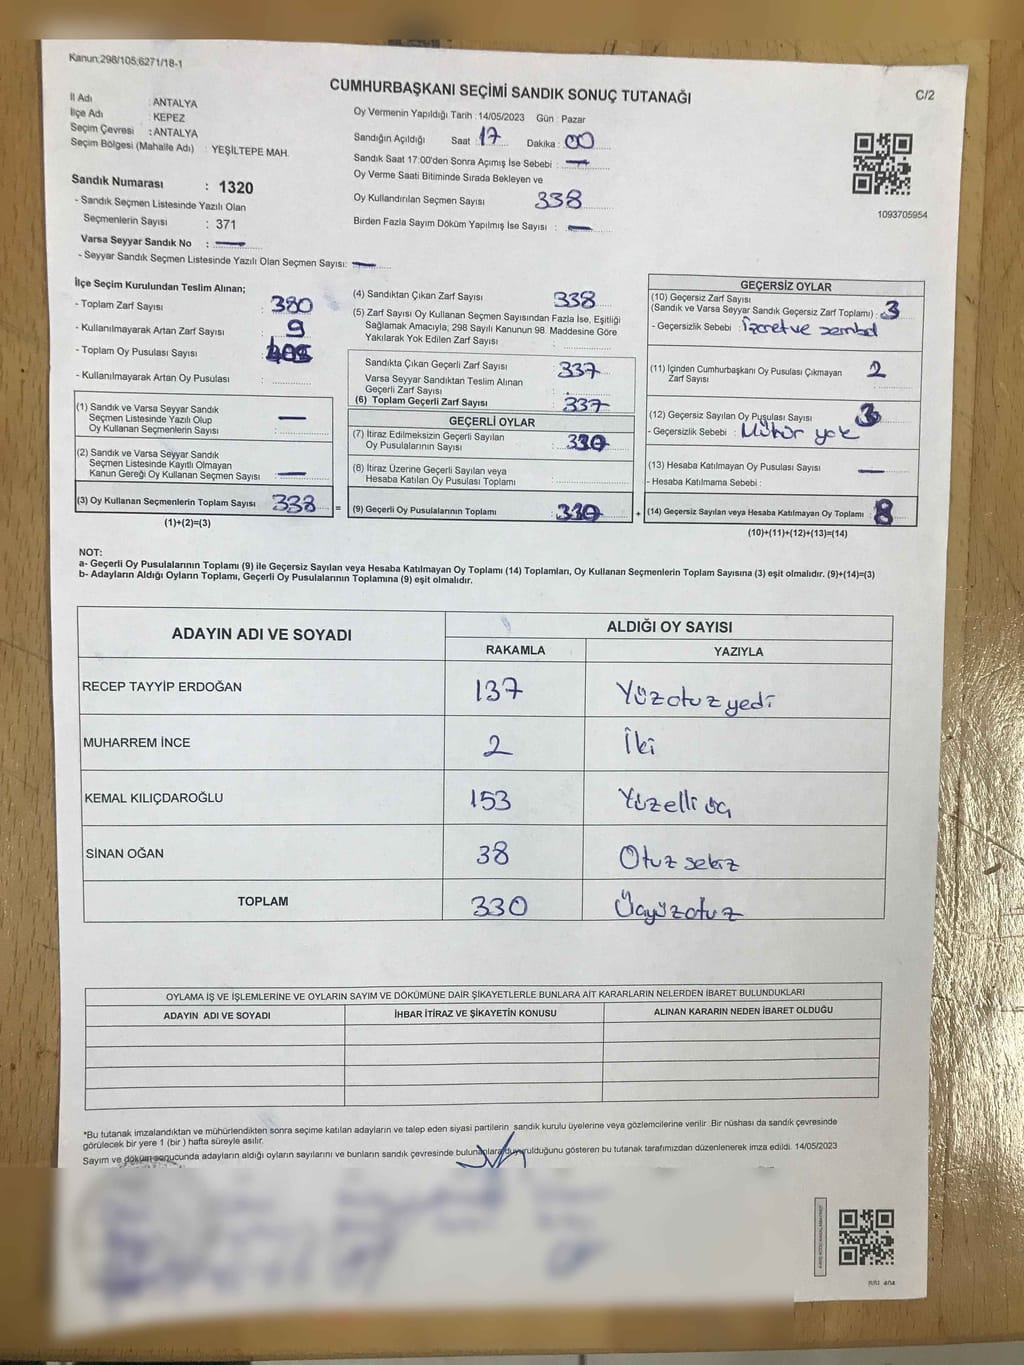 Kanun:298/105;6271/18-1
CUMHURBAŞKANI SEÇİMİ SANDIK SONUÇ TUTANAĞI
C/2
İl Adı : ANTALYA
İlçe Adı : KEPEZ
Seçim Çevresi : ANTALYA
Seçim Bölgesi (Mahalle Adı) : YEŞİLTEPE MAH.
Sandık Numarası : 1320
- Sandık Seçmen Listesinde Yazılı Olan
Seçmenlerin Sayısı : 371
Varsa Seyyar Sandık No : —
- Seyyar Sandık Seçmen Listesinde Yazılı Olan Seçmen Sayısı: —
Oy Vermenin Yapıldığı Tarih : 14/05/2023 Gün : Pazar
Sandığın Açıldığı Saat 17 Dakika : 00
Sandık Saat 17:00'den Sonra Açımış İse Sebebi : —
Oy Verme Saati Bitiminde Sırada Bekleyen ve
Oy Kullandırılan Seçmen Sayısı 338
Birden Fazla Sayım Döküm Yapılmış İse Sayısı : —
1093705954
İlçe Seçim Kurulundan Teslim Alınan;
- Toplam Zarf Sayısı : 380
- Kullanılmayarak Artan Zarf Sayısı : 9
- Toplam Oy Pusulası Sayısı :
- Kullanılmayarak Artan Oy Pusulası :
(1) Sandık ve Varsa Seyyar Sandık
Seçmen Listesinde Yazılı Olup
Oy Kullanan Seçmenlerin Sayısı : —
(2) Sandık ve Varsa Seyyar Sandık
Seçmen Listesinde Kayıtlı Olmayan
Kanun Gereği Oy Kullanan Seçmen Sayısı : —
(3) Oy Kullanan Seçmenlerin Toplam Sayısı : 338
(1)+(2)=(3)
(4) Sandıktan Çıkan Zarf Sayısı 338
(5) Zarf Sayısı Oy Kullanan Seçmen Sayısından Fazla İse, Eşitliği
Sağlamak Amacıyla; 298 Sayılı Kanunun 98. Maddesine Göre
Yakılarak Yok Edilen Zarf Sayısı :
Sandıkta Çıkan Geçerli Zarf Sayısı : 337
Varsa Seyyar Sandıktan Teslim Alınan
Geçerli Zarf Sayısı :
(6) Toplam Geçerli Zarf Sayısı : 337
GEÇERLİ OYLAR
(7) İtiraz Edilmeksizin Geçerli Sayılan
Oy Pusulalarının Sayısı : 330
(8) İtiraz Üzerine Geçerli Sayılan veya
Hesaba Katılan Oy Pusulası Toplamı :
= (9) Geçerli Oy Pusulalarının Toplamı : 330 +
GEÇERSİZ OYLAR
(10) Geçersiz Zarf Sayısı
(Sandık ve Varsa Seyyar Sandık Geçersiz Zarf Toplamı) : 3
- Geçersizlik Sebebi : İzcret ve sembol
(11) İçinden Cumhurbaşkanı Oy Pusulası Çıkmayan
Zarf Sayısı : 2
(12) Geçersiz Sayılan Oy Pusulası Sayısı : 3
- Geçersizlik Sebebi : Mühür yok
(13) Hesaba Katılmayan Oy Pusulası Sayısı : —
- Hesaba Katılmama Sebebi :
(14) Geçersiz Sayılan veya Hesaba Katılmayan Oy Toplamı : 8
(10)+(11)+(12)+(13)=(14)
NOT:
a- Geçerli Oy Pusulalarının Toplamı (9) ile Geçersiz Sayılan veya Hesaba Katılmayan Oy Toplamı (14) Toplamları, Oy Kullanan Seçmenlerin Toplam Sayısına (3) eşit olmalıdır. (9)+(14)=(3)
b- Adayların Aldığı Oyların Toplamı, Geçerli Oy Pusulalarının Toplamına (9) eşit olmalıdır.
ADAYIN ADI VE SOYADI
ALDIĞI OY SAYISI
RAKAMLA YAZIYLA
RECEP TAYYİP ERDOĞAN 137 Yüzotuzyedi
MUHARREM İNCE 2 İki
KEMAL KILIÇDAROĞLU 153 Yüzelli üç
SİNAN OĞAN 38 Otuz sekiz
TOPLAM 330 Üçyüzotuz
OYLAMA İŞ VE İŞLEMLERİNE VE OYLARIN SAYIM VE DÖKÜMÜNE DAİR ŞİKAYETLERLE BUNLARA AİT KARARLARIN NELERDEN İBARET BULUNDUKLARI
ADAYIN ADI VE SOYADI İHBAR İTİRAZ VE ŞİKAYETİN KONUSU ALINAN KARARIN NEDEN İBARET OLDUĞU
*Bu tutanak imzalandıktan ve mühürlendikten sonra seçime katılan adayların ve talep eden siyasi partilerin sandık kurulu üyelerine veya gözlemcilerine verilir. Bir nüshası da sandık çevresinde
görülecek bir yere 1 (bir) hafta süreyle asılır.
Sayım ve döküm sonucunda adayların aldığı oyların sayılarını ve bunların sandık çevresinde bulunanlara duyurulduğunu gösteren bu tutanak tarafımızdan düzenlenerek imza edildi. 14/05/2023